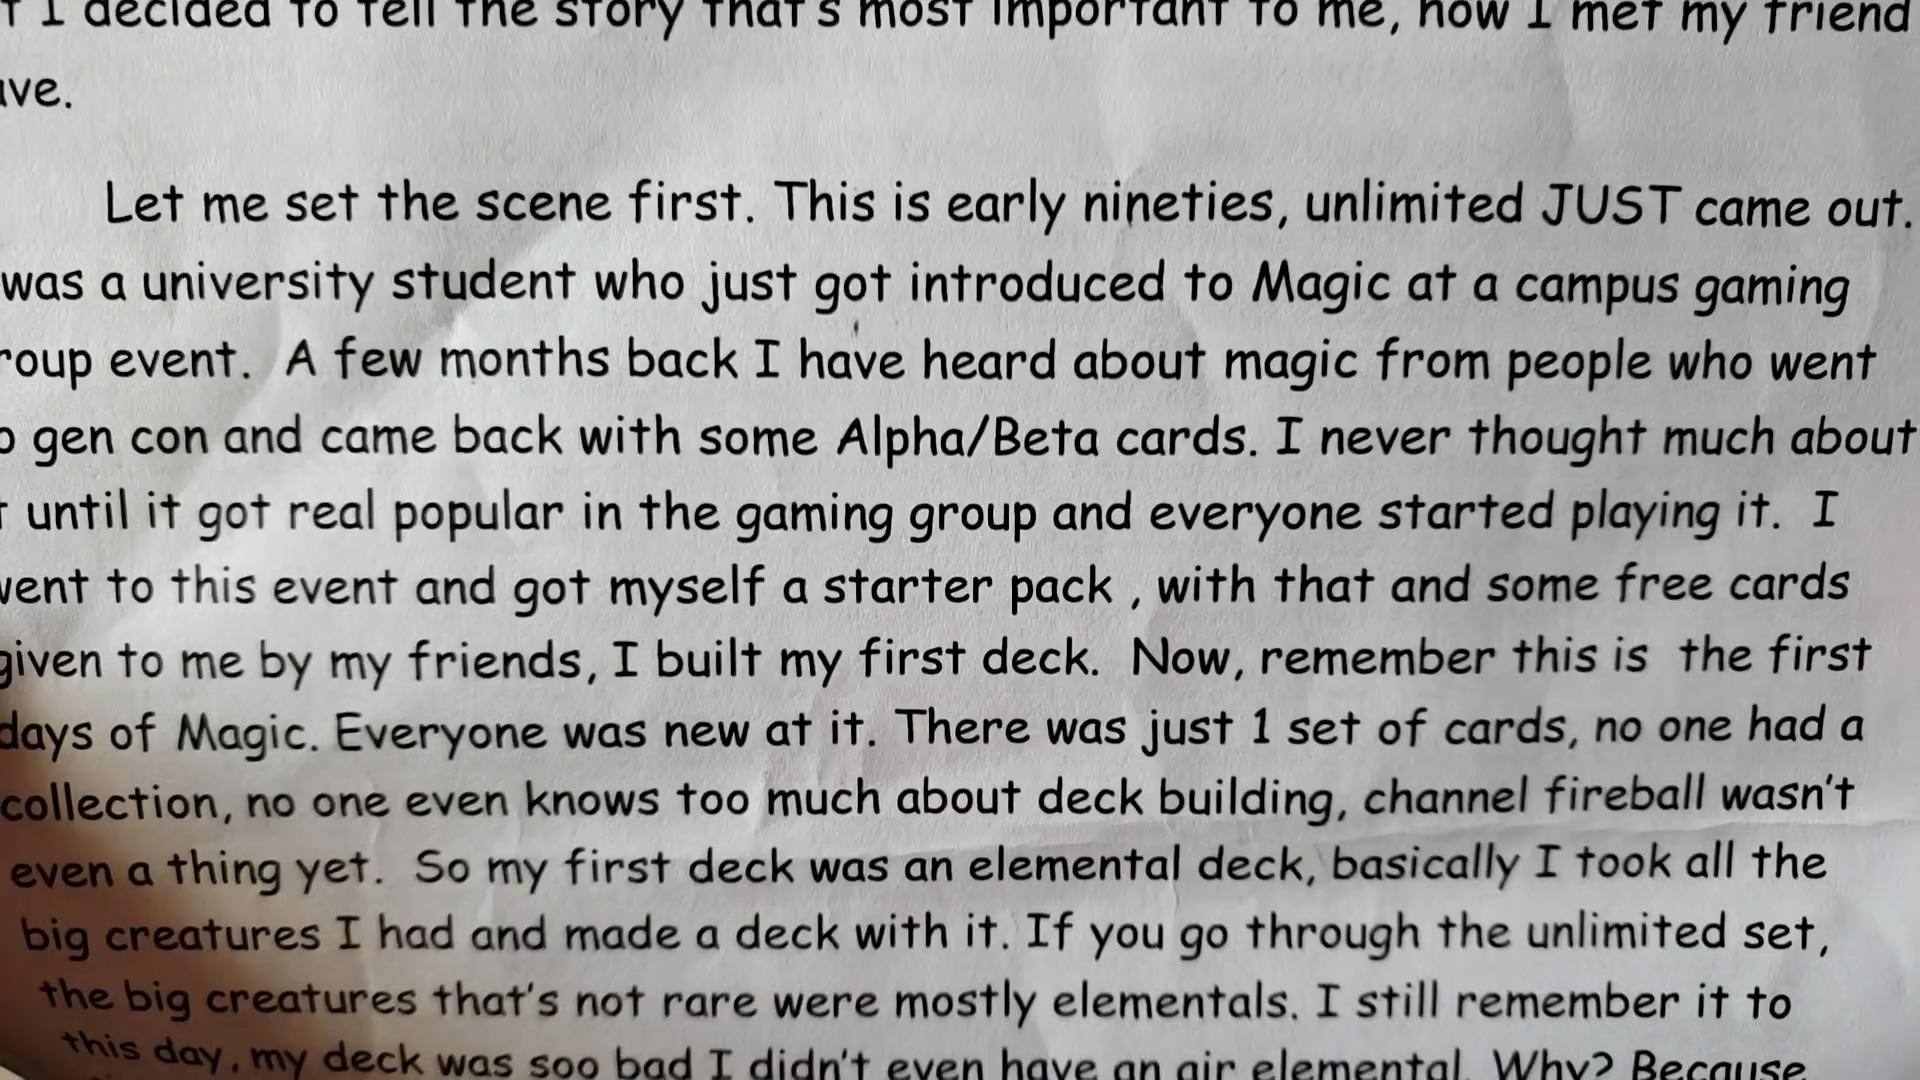 I decided to tell the story that's most important to me, how I met my friend
Let me set the scene first. This is early nineties, unlimited JUST came out.
was a university student who just got introduced to Magic at a campus gaming
roup event. A few months back I have heard about magic from people who went
gen con and came back with some Alpha/Beta cards. I never thought much about
until it got real popular in the gaming group and everyone started playing it. I
went to this event and got myself a starter pack , with that and some free cards
given to me by my friends, I built my first deck. Now, remember this is the first
days of Magic. Everyone was new at it. There was just 1 set of cards, no one had a
collection, no one even knows too much about deck building, channel fireball wasn't
even a thing yet. So my first deck was an elemental deck, basically I took all the
big creatures I had and made a deck with it. If you go through the unlimited set,
the big creatures that's not rare were mostly elementals. I still remember it to
this day, my deck was soo bad I didn't even have an air elemental. Why? Because